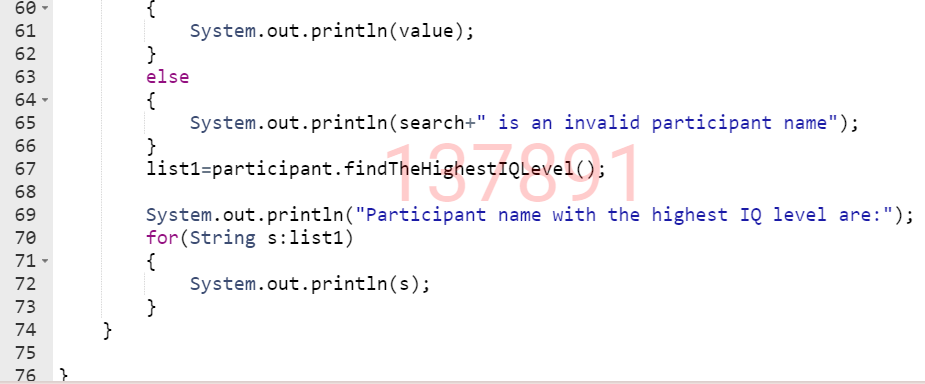 60 {
61 System.out.println(value);
62 }
63 else
64 {
65 System.out.println(search+" is an invalid participant name");
66 }
67 list1=participant.findTheHighestIQLevel();
137891
68
69 System.out.println("Participant name with the highest IQ level are:");
70 for(String s:list1)
71 {
72 System.out.println(s);
73 }
74 }
75
76 }